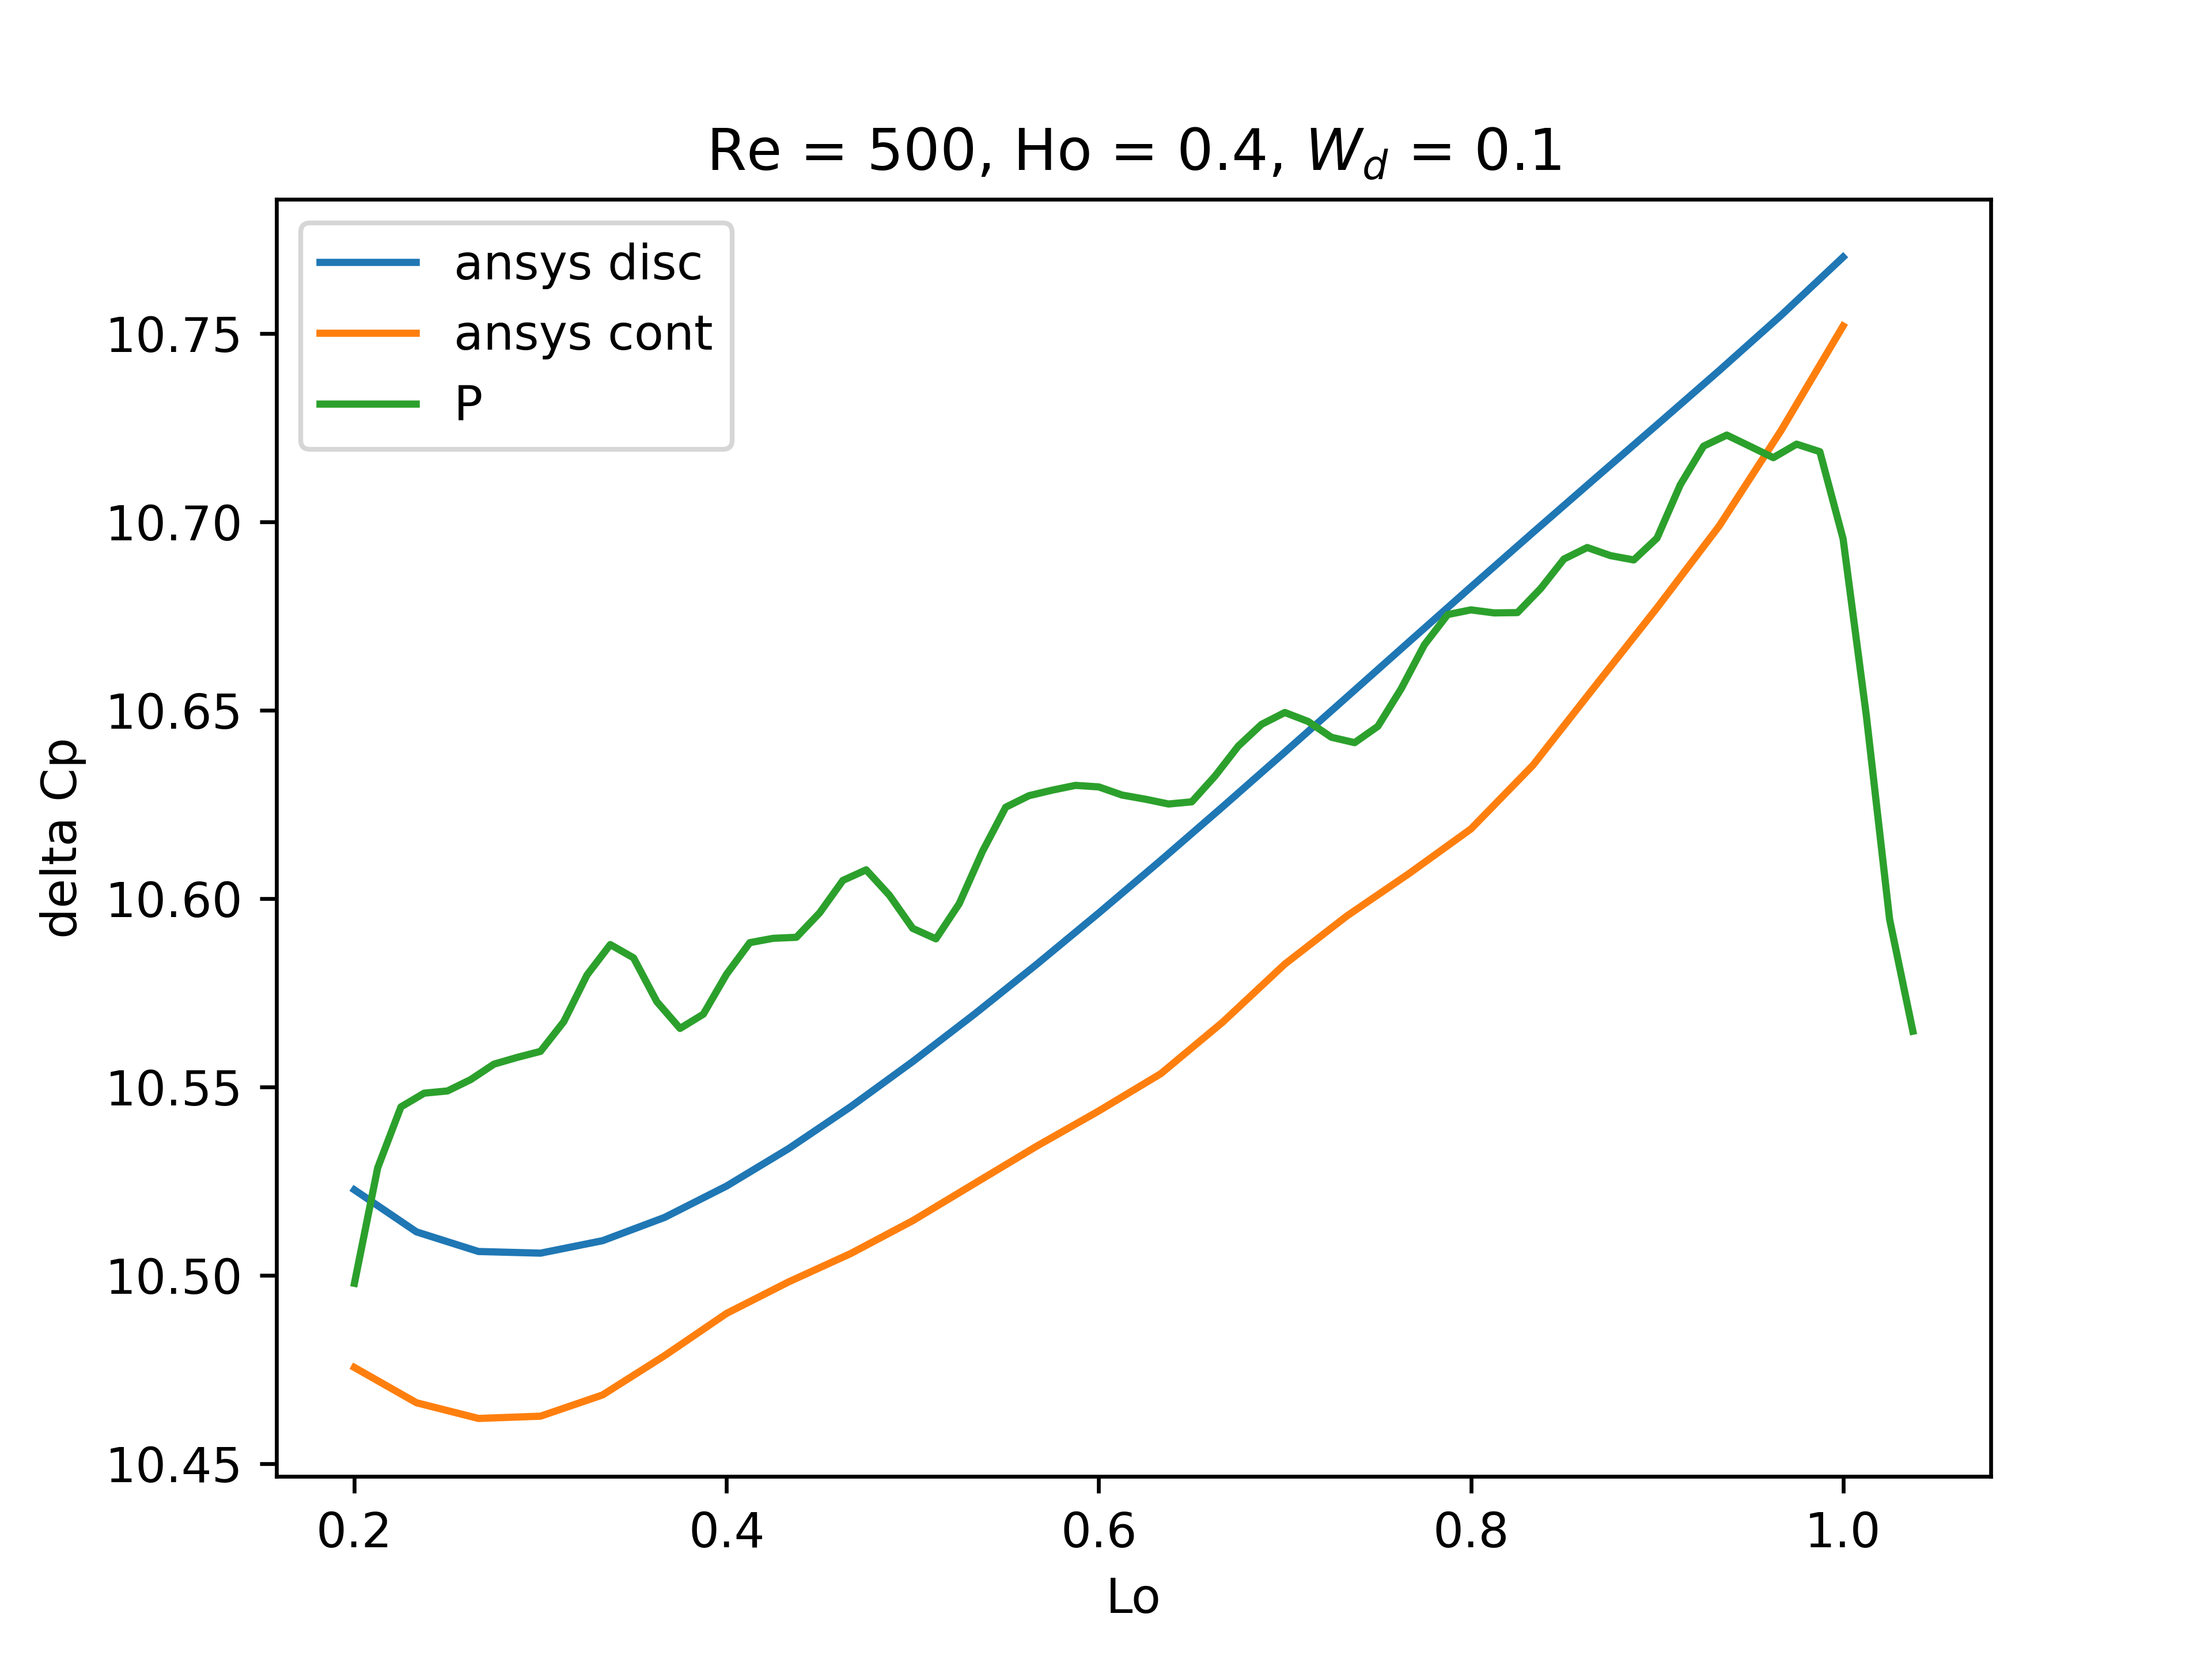 Re = 500, Ho = 0.4, W_d = 0.1
ansys disc
ansys cont
P
delta Cp
10.75
10.70
10.65
10.60
10.55
10.50
10.45
0.2 0.4 0.6 0.8 1.0
Lo